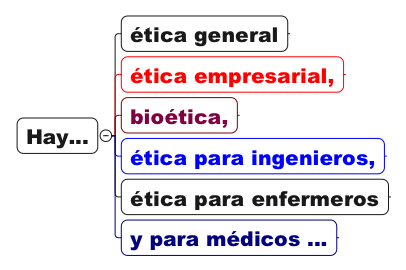 Hay...
ética general
ética empresarial,
bioética,
ética para ingenieros,
ética para enfermeros
y para médicos ...